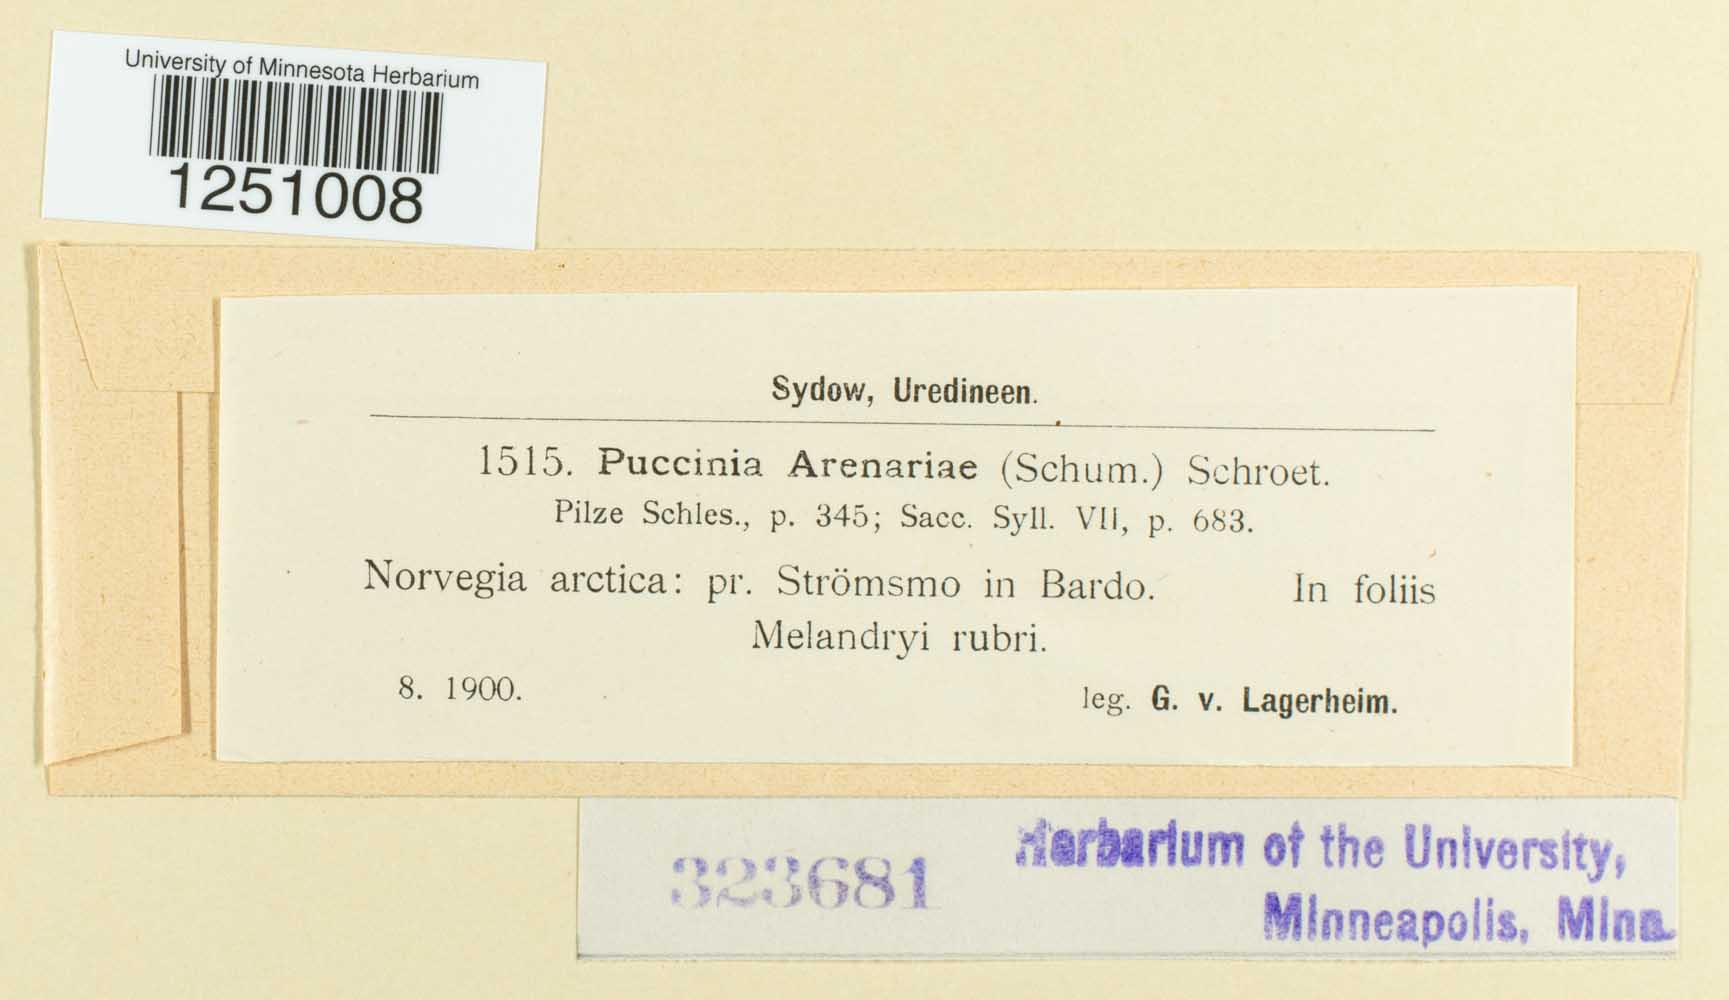 University of Minnesota Herbarium
1251008
Sydow, Uredineen.
1515. Puccinia Arenariae (Schum.) Schroet.
Pilze Schles., p. 345; Sacc. Syll. VII, p. 683.
Norvegia arctica: pr. Strömsmo in Bardo. In foliis
Melandryi rubri.
8. 1900.
leg. G. v. Lagerheim.
323681
Herbarium of the University,
Minneapolis, Minn.